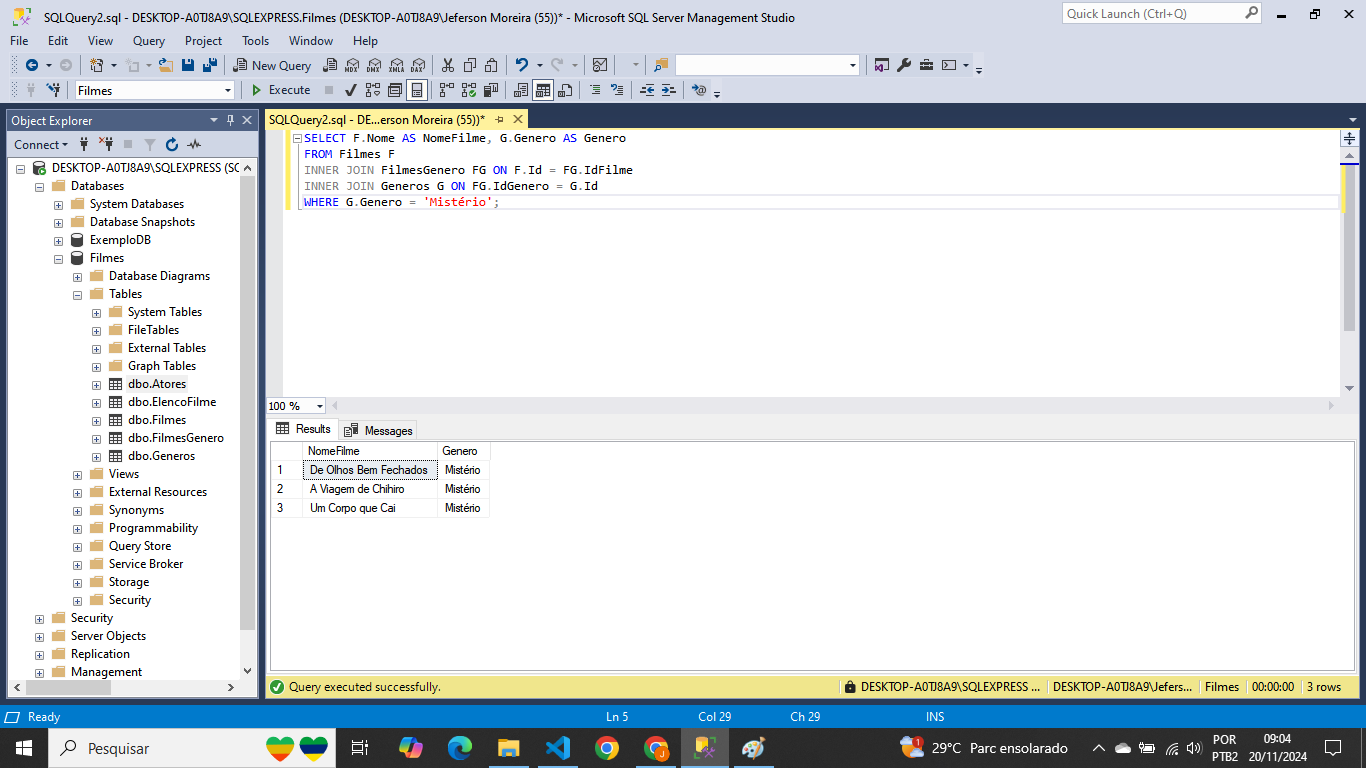 SQLQuery2.sql - DESKTOP-A0TJ8A9\SQLEXPRESS.Filmes (DESKTOP-A0TJ8A9\Jeferson Moreira (55))* - Microsoft SQL Server Management Studio
Quick Launch (Ctrl+Q)
File Edit View Query Project Tools Window Help
New Query
MDX DMX XMLA DAX
Filmes
Execute
Object Explorer
SQLQuery2.sql - DE...erson Moreira (55))*
Connect
DESKTOP-A0TJ8A9\SQLEXPRESS (SQ
Databases
System Databases
Database Snapshots
ExemploDB
Filmes
Database Diagrams
Tables
System Tables
FileTables
External Tables
Graph Tables
dbo.Atores
dbo.ElencoFilme
dbo.Filmes
dbo.FilmesGenero
dbo.Generos
Views
External Resources
Synonyms
Programmability
Query Store
Service Broker
Storage
Security
Security
Server Objects
Replication
Management
SELECT F.Nome AS NomeFilme, G.Genero AS Genero
FROM Filmes F
INNER JOIN FilmesGenero FG ON F.Id = FG.IdFilme
INNER JOIN Generos G ON FG.IdGenero = G.Id
WHERE G.Genero = 'Mistério';
100 %
Results Messages
NomeFilme Genero
1 De Olhos Bem Fechados Mistério
2 A Viagem de Chihiro Mistério
3 Um Corpo que Cai Mistério
Query executed successfully.
DESKTOP-A0TJ8A9\SQLEXPRESS ... DESKTOP-A0TJ8A9\Jefers... Filmes 00:00:00 3 rows
Ready Ln 5 Col 29 Ch 29 INS
Pesquisar
1
29°C Parc ensolarado
POR
PTB2
09:04
20/11/2024